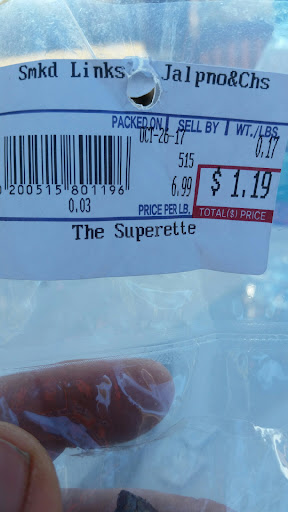 Smkd Links Jalpno&Chs
PACKED ON SELL BY WT./LBS.
OCT-26-17 0.17
515
6.99 $ 1.19
0 200515 801196
0.03 PRICE PER LB. TOTAL($) PRICE
The Superette